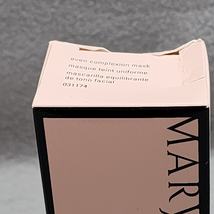 even complexion mask
masque teint uniforme
mascarilla equilibrante
de tono facial
031174
MARY